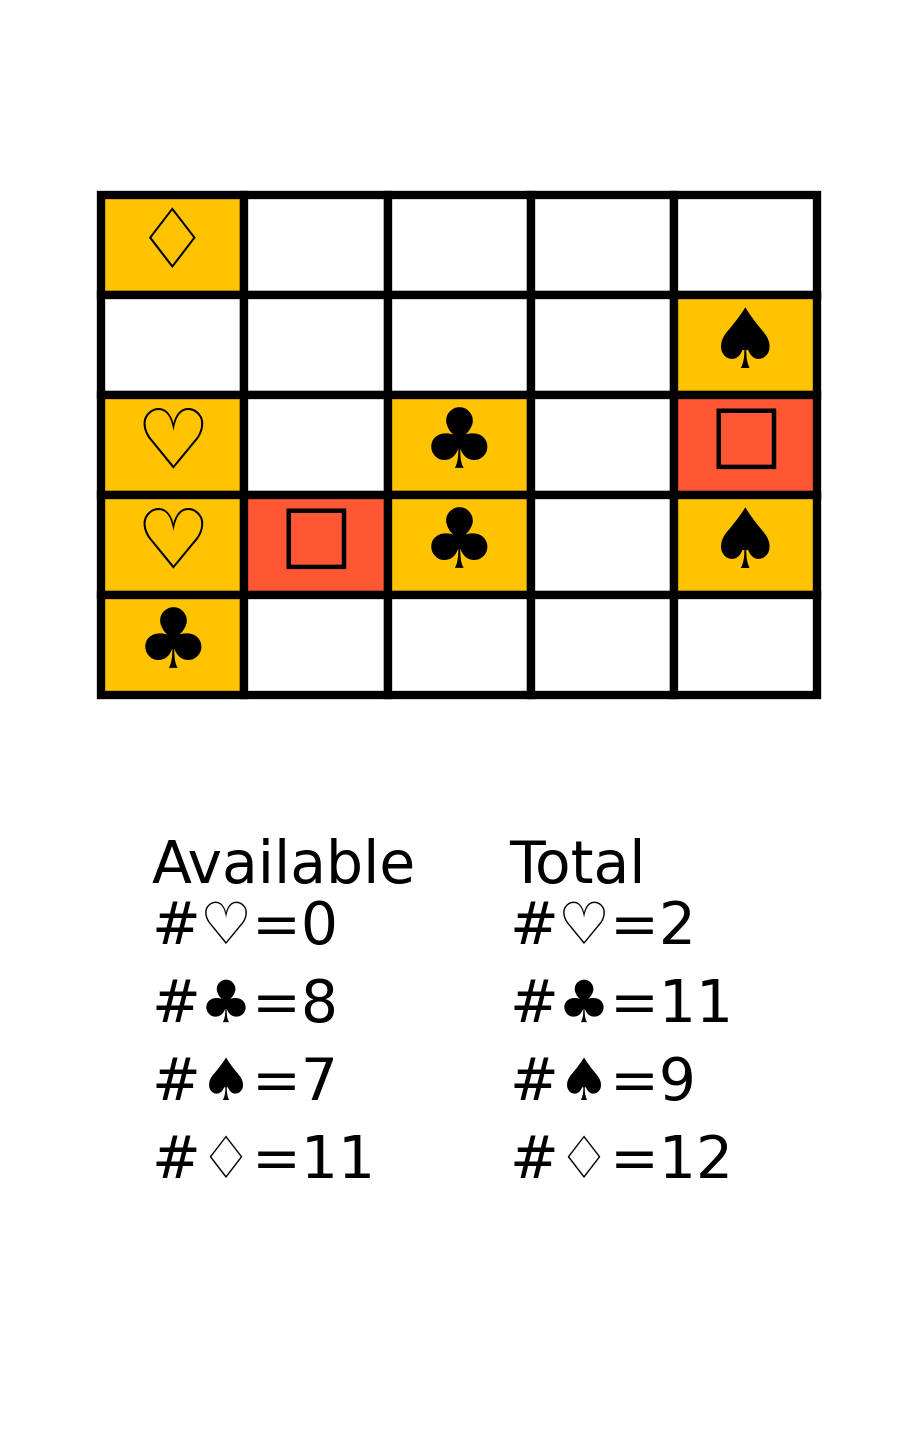 ♢
♠
♡ ♣ □
♡ □ ♣ ♠
♣
Available Total
#♡=0 #♡=2
#♣=8 #♣=11
#♠=7 #♠=9
#♢=11 #♢=12